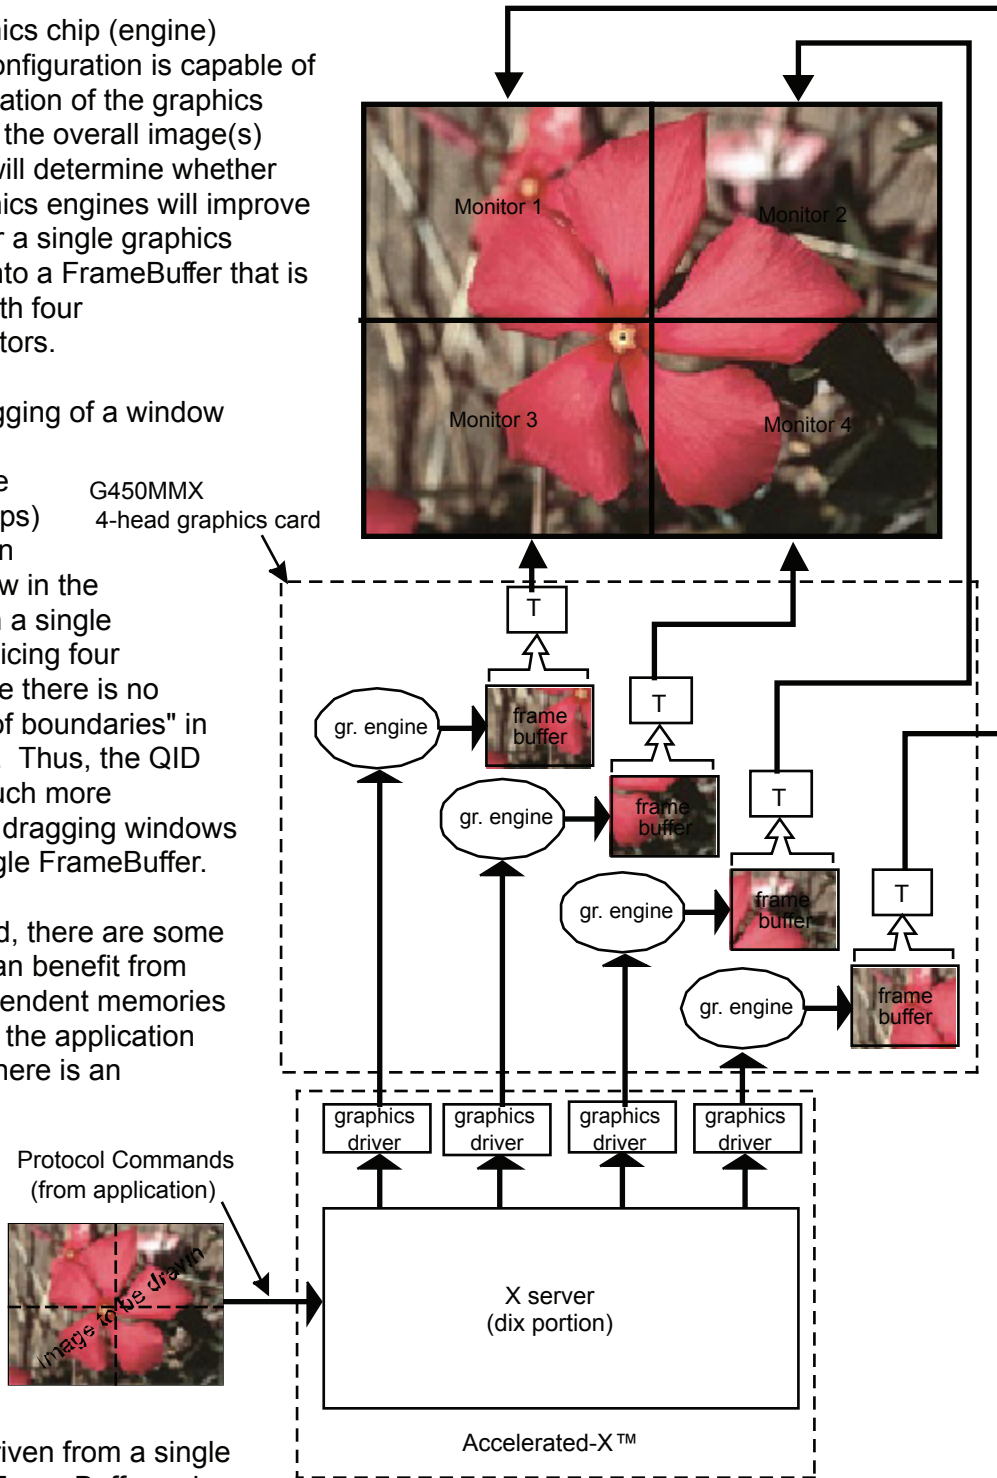 nics chip (engine)
onfiguration is capable of
ation of the graphics
the overall image(s)
will determine whether
nics engines will improve
r a single graphics
nto a FrameBuffer that is
th four
tors.
gging of a window
e
ps)
n
w in the
n a single
icing four
e there is no
of boundaries" in
. Thus, the QID
uch more
dragging windows
gle FrameBuffer.
d, there are some
an benefit from
endent memories
the application
here is an
riven from a single
G450MMX
4-head graphics card
Monitor 1
Monitor 2
Monitor 3
Monitor 4
T
T
T
T
gr. engine
frame
buffer
gr. engine
frame
buffer
gr. engine
frame
buffer
gr. engine
frame
buffer
graphics
driver
graphics
driver
graphics
driver
graphics
driver
Protocol Commands
(from application)
Image to be drawn
X server
(dix portion)
Accelerated-X™